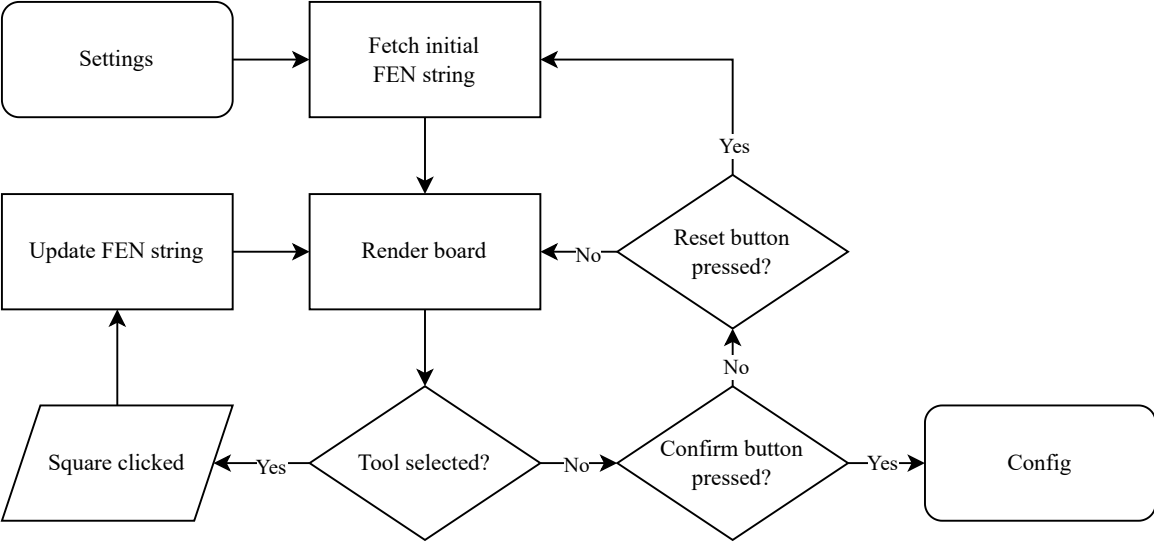 Settings
Fetch initial
FEN string
Yes
Update FEN string
Render board
No
Reset button
pressed?
No
Square clicked
Yes
Tool selected?
No
Confirm button
pressed?
Yes
Config